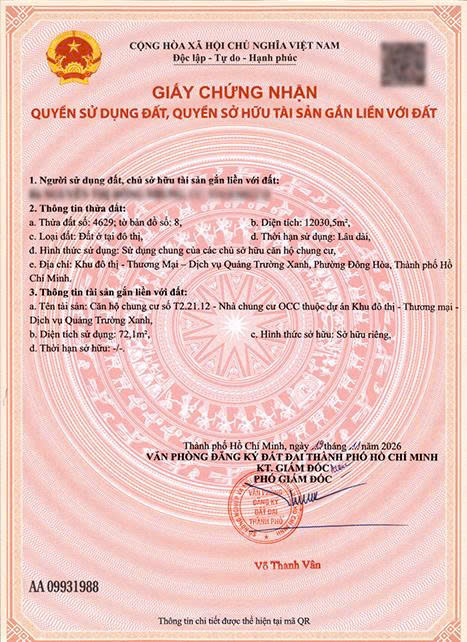 CỘNG HÒA XÃ HỘI CHỦ NGHĨA VIỆT NAM
Độc lập - Tự do - Hạnh phúc
GIẤY CHỨNG NHẬN
QUYỀN SỬ DỤNG ĐẤT, QUYỀN SỞ HỮU TÀI SẢN GẮN LIỀN VỚI ĐẤT
1. Người sử dụng đất, chủ sở hữu tài sản gắn liền với đất:
2. Thông tin thửa đất:
a. Thửa đất số: 4629; tờ bản đồ số: 8, b. Diện tích: 12030,5m²,
c. Loại đất: Đất ở tại đô thị, d. Thời hạn sử dụng: Lâu dài,
đ. Hình thức sử dụng: Sử dụng chung của các chủ sở hữu căn hộ chung cư,
e. Địa chỉ: Khu đô thị - Thương Mại – Dịch vụ Quảng Trường Xanh, Phường Đông Hòa, Thành phố Hồ
Chí Minh.
3. Thông tin tài sản gắn liền với đất:
a. Tên tài sản: Căn hộ chung cư số T2.21.12 - Nhà chung cư OCC thuộc dự án Khu đô thị - Thương mại -
Dịch vụ Quảng Trường Xanh,
b. Diện tích sử dụng: 72,1m², c. Hình thức sở hữu: Sở hữu riêng,
d. Thời hạn sở hữu: -/-.
Thành phố Hồ Chí Minh, ngày tháng năm 2026
VĂN PHÒNG ĐĂNG KÝ ĐẤT ĐAI THÀNH PHỐ HỒ CHÍ MINH
KT. GIÁM ĐỐC
PHÓ GIÁM ĐỐC
VĂN PHÒNG
ĐĂNG KÝ
ĐẤT ĐAI
THÀNH PHỐ
Võ Thanh Vân
AA 09931988
Thông tin chi tiết được thể hiện tại mã QR